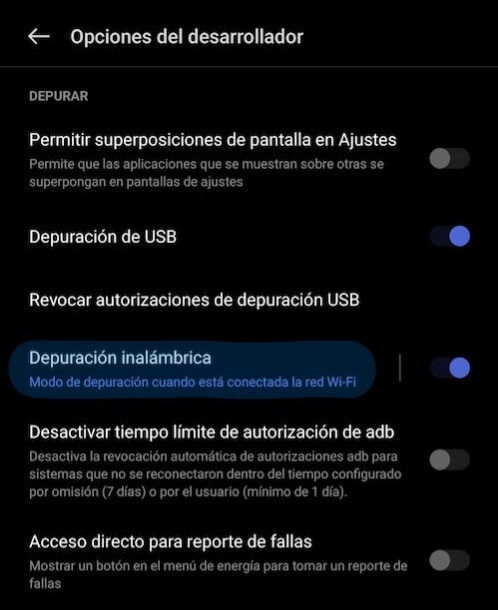 Opciones del desarrollador
DEPURAR
Permitir superposiciones de pantalla en Ajustes
Permite que las aplicaciones que se muestran sobre otras se
superpongan en pantallas de ajustes
Depuración de USB
Revocar autorizaciones de depuración USB
Depuración inalámbrica
Modo de depuración cuando está conectada la red Wi-Fi
Desactivar tiempo límite de autorización de adb
Desactiva la revocación automática de autorizaciones adb para
sistemas que no se reconectaron dentro del tiempo configurado
por omisión (7 días) o por el usuario (mínimo de 1 día).
Acceso directo para reporte de fallas
Mostrar un botón en el menú de energía para tomar un reporte de
fallas